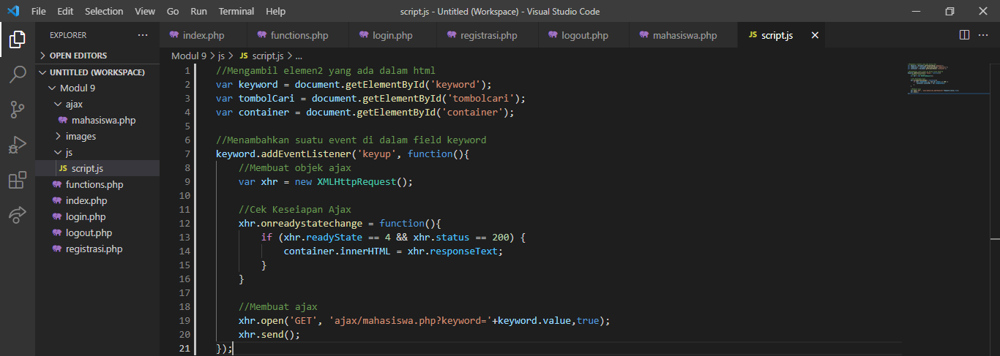 File Edit Selection View Go Run Terminal Help script.js - Untitled (Workspace) - Visual Studio Code
EXPLORER ...
index.php functions.php login.php registrasi.php logout.php mahasiswa.php JS script.js
OPEN EDITORS
UNTITLED (WORKSPACE)
Modul 9
ajax
mahasiswa.php
images
js
JS script.js
functions.php
index.php
login.php
logout.php
registrasi.php
Modul 9 > js > JS script.js > ...
1 //Mengambil elemen2 yang ada dalam html
2 var keyword = document.getElementById('keyword');
3 var tombolCari = document.getElementById('tombolcari');
4 var container = document.getElementById('container');
5
6 //Menambahkan suatu event di dalam field keyword
7 keyword.addEventListener('keyup', function(){
8 //Membuat objek ajax
9 var xhr = new XMLHttpRequest();
10
11 //Cek Keseiapan Ajax
12 xhr.onreadystatechange = function(){
13 if (xhr.readyState == 4 && xhr.status == 200) {
14 container.innerHTML = xhr.responseText;
15 }
16 }
17
18 //Membuat ajax
19 xhr.open('GET', 'ajax/mahasiswa.php?keyword='+keyword.value,true);
20 xhr.send();
21 });